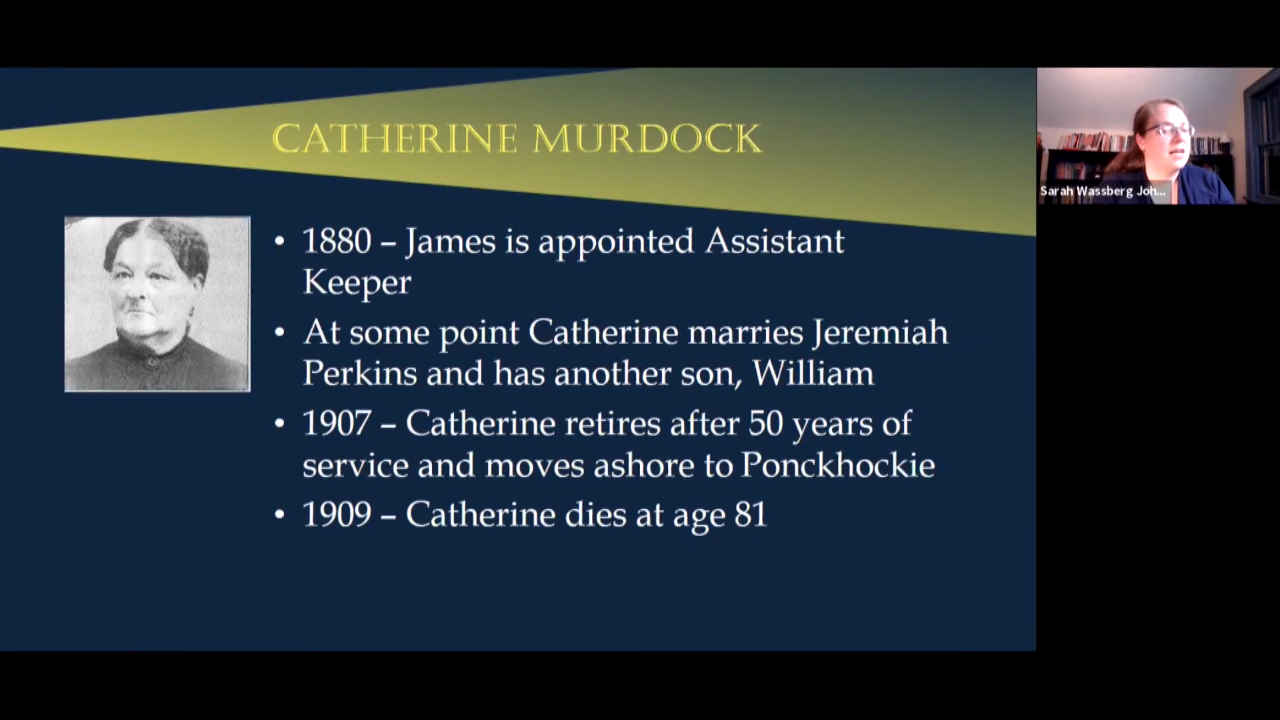 CATHERINE MURDOCK
Sarah Wassberg Joh...
• 1880 – James is appointed Assistant
Keeper
• At some point Catherine marries Jeremiah
Perkins and has another son, William
• 1907 – Catherine retires after 50 years of
service and moves ashore to Ponckhockie
• 1909 – Catherine dies at age 81